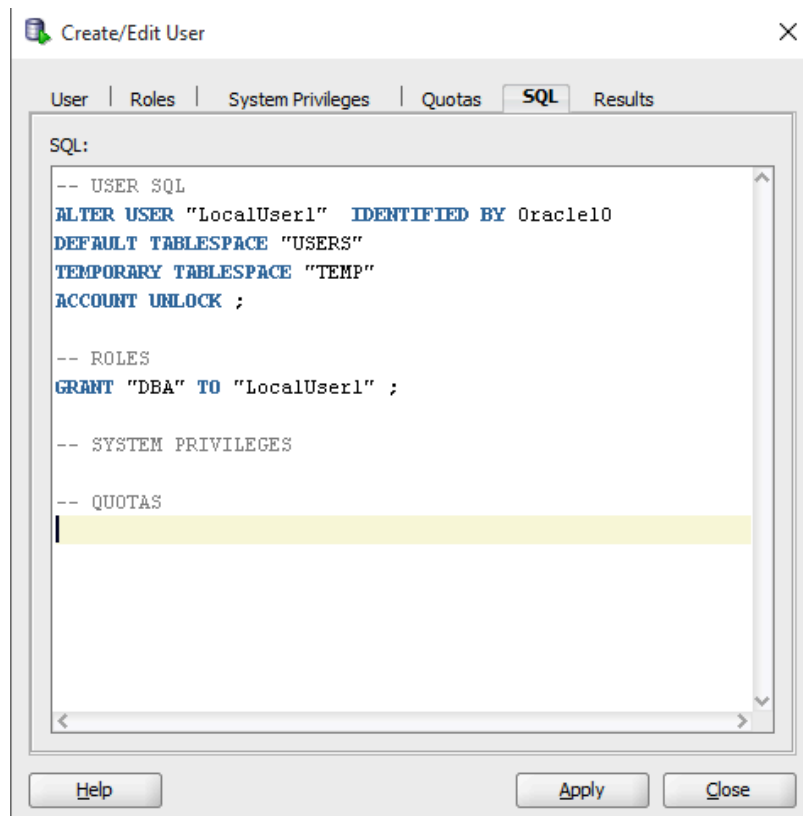 Create/Edit User
User Roles System Privileges Quotas SQL Results
SQL:
-- USER SQL
ALTER USER "LocalUser1"  IDENTIFIED BY Oracle10
DEFAULT TABLESPACE "USERS"
TEMPORARY TABLESPACE "TEMP"
ACCOUNT UNLOCK ;
-- ROLES
GRANT "DBA" TO "LocalUser1" ;
-- SYSTEM PRIVILEGES
-- QUOTAS
Help Apply Close